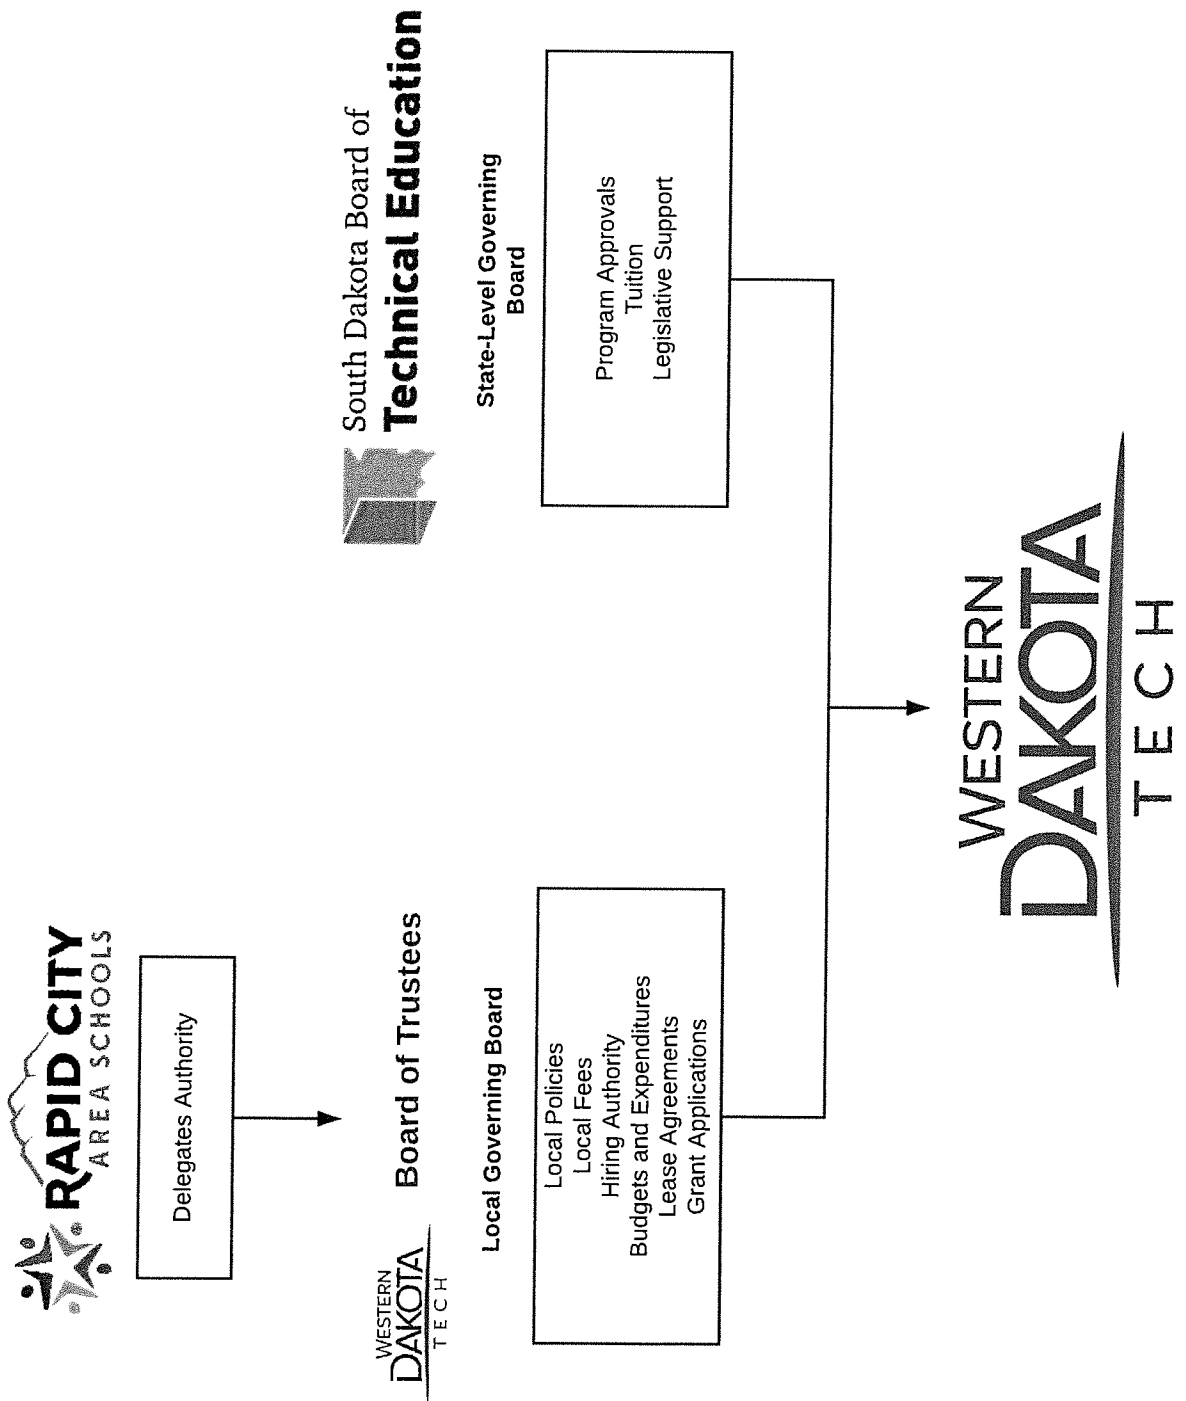 RAPID CITY
AREA SCHOOLS
Delegates Authority
WESTERN
DAKOTA
TECH
Board of Trustees
Local Governing Board
Local Policies
Local Fees
Hiring Authority
Budgets and Expenditures
Lease Agreements
Grant Applications
South Dakota Board of
Technical Education
State-Level Governing
Board
Program Approvals
Tuition
Legislative Support
WESTERN
DAKOTA
TECH